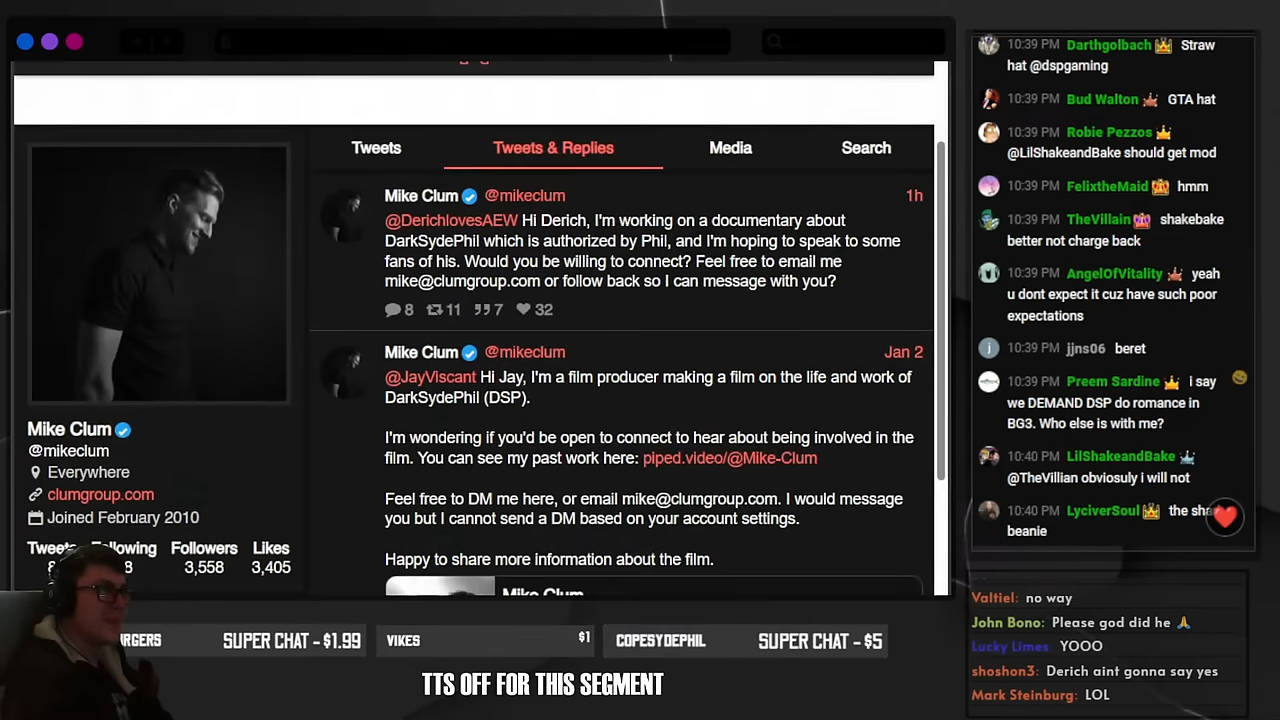 Tweets
Tweets & Replies
Media
Search
Mike Clum @mikeclum 1h
@DerichlovesAEW Hi Derich, I'm working on a documentary about
DarkSydePhil which is authorized by Phil, and I'm hoping to speak to some
fans of his. Would you be willing to connect? Feel free to email me
mike@clumgroup.com or follow back so I can message with you?
8 11 7 32
Mike Clum @mikeclum Jan 2
@JayViscant Hi Jay, I'm a film producer making a film on the life and work of
DarkSydePhil (DSP).
I'm wondering if you'd be open to connect to hear about being involved in the
film. You can see my past work here: piped.video/@Mike-Clum
Feel free to DM me here, or email mike@clumgroup.com. I would message
you but I cannot send a DM based on your account settings.
Happy to share more information about the film.
Mike Clum
Mike Clum
@mikeclum
Everywhere
clumgroup.com
Joined February 2010
Followers Likes
3,558 3,405
SUPER CHAT - $1.99
VIKES $1
COPESYDEPHIL SUPER CHAT - $5
TTS OFF FOR THIS SEGMENT
10:39 PM Darthgolbach Straw
hat @dspgaming
10:39 PM Bud Walton GTA hat
10:39 PM Robie Pezzos
@LilShakeandBake should get mod
10:39 PM FelixtheMaid hmm
10:39 PM TheVillain shakebake
better not charge back
10:39 PM AngelOfVitality yeah
u dont expect it cuz have such poor
expectations
10:39 PM jjns06 beret
10:39 PM Preem Sardine i say
we DEMAND DSP do romance in
BG3. Who else is with me?
10:40 PM LilShakeandBake
@TheVillian obviosuly i will not
10:40 PM LyciverSoul the
beanie
Valtiel: no way
John Bono: Please god did he 🙏
Lucky Limes: YOOO
shoshon3: Derich aint gonna say yes
Mark Steinburg: LOL